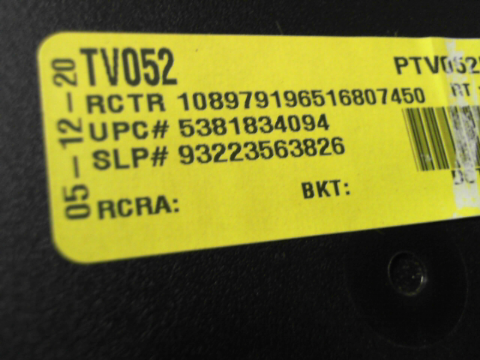 05-12-20
TV052
PTV052
RCTR 108979196516807450
UPC# 5381834094
SLP# 93223563826
RCRA:
BKT: